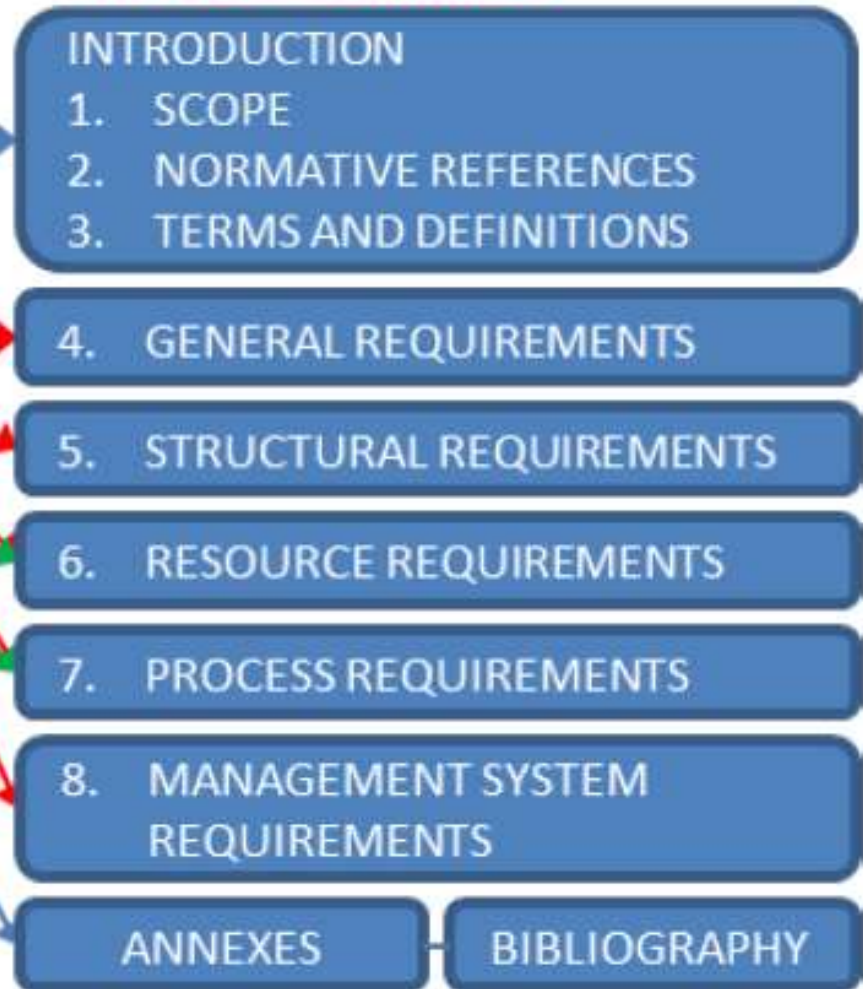 INTRODUCTION
1. SCOPE
2. NORMATIVE REFERENCES
3. TERMS AND DEFINITIONS
4. GENERAL REQUIREMENTS
5. STRUCTURAL REQUIREMENTS
6. RESOURCE REQUIREMENTS
7. PROCESS REQUIREMENTS
8. MANAGEMENT SYSTEM
REQUIREMENTS
ANNEXES
BIBLIOGRAPHY